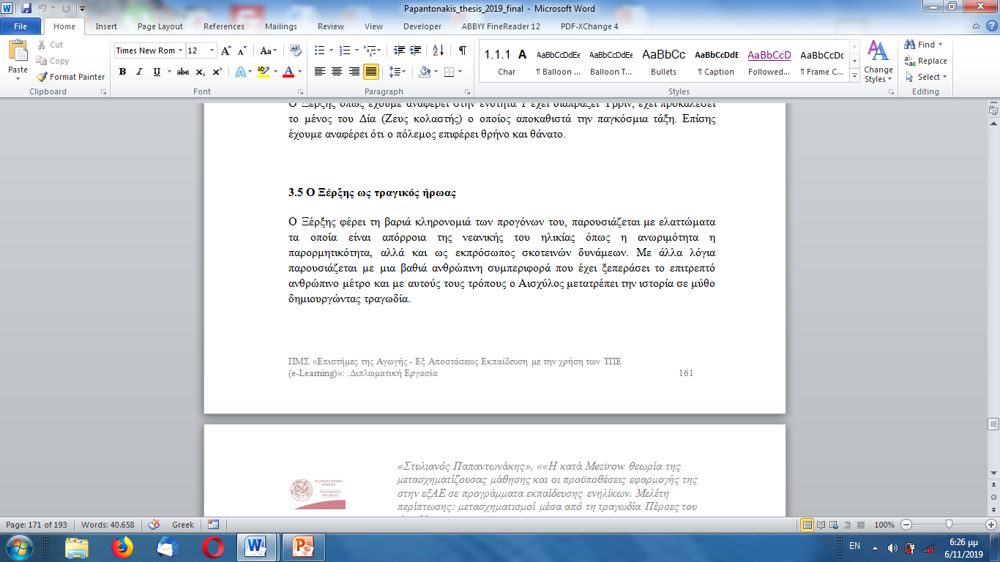 Papantonakis_thesis_2019_final - Microsoft Word
File Home Insert Page Layout References Mailings Review View Developer ABBYY FineReader 12 PDF-XChange 4
Paste
Cut
Copy
Format Painter
Clipboard
Times New Rom 12
Font
Paragraph
1.1.1 A AaBbCcDdEe AaBbCcDdEe AaBbCc AaBbCcDdE AaBbCcD AaBbCcDc
Char ¶ Balloon ... Balloon T... Bullets ¶ Caption Followed... ¶ Frame C...
Styles
Change Styles
Find
Replace
Select
Editing
Ο Ξέρξης όπως έχουμε αναφέρει στην ενότητα 1 έχει διαπράξει Ύβριν, έχει προκαλέσει
το μένος του Δία (Ζευς κολαστής) ο οποίος αποκαθιστά την παγκόσμια τάξη. Επίσης
έχουμε αναφέρει ότι ο πόλεμος επιφέρει θρήνο και θάνατο.
3.5 Ο Ξέρξης ως τραγικός ήρωας
Ο Ξέρξης φέρει τη βαριά κληρονομιά των προγόνων του, παρουσιάζεται με ελαττώματα
τα οποία είναι απόρροια της νεανικής του ηλικίας όπως η ανωριμότητα η
παρορμητικότητα, αλλά και ως εκπρόσωπος σκοτεινών δυνάμεων. Με άλλα λόγια
παρουσιάζεται με μια βαθιά ανθρώπινη συμπεριφορά που έχει ξεπεράσει το επιτρεπτό
ανθρώπινο μέτρο και με αυτούς τους τρόπους ο Αισχύλος μετατρέπει την ιστορία σε μύθο
δημιουργώντας τραγωδία.
ΠΜΣ «Επιστήμες της Αγωγής - Εξ Αποστάσεως Εκπαίδευση με την χρήση των ΤΠΕ
(e-Learning)»: .Διπλωματική Εργασία 161
ΠΑΝΕΠΙΣΤΗΜΙΟ
ΚΡΗΤΗΣ
UNIVERSITY
OF CRETE
«Στυλιανός Παπαντωνάκης», ««Η κατά Mezirow θεωρία της
μετασχηματίζουσας μάθησης και οι προϋποθέσεις εφαρμογής της
στην εξΑΕ σε προγράμματα εκπαίδευσης ενηλίκων. Μελέτη
περίπτωσης: μετασχηματισμοί μέσα από τη τραγωδία Πέρσες του
Page: 171 of 193 Words: 40.658 Greek 100%
EN
6:26 μμ
6/11/2019